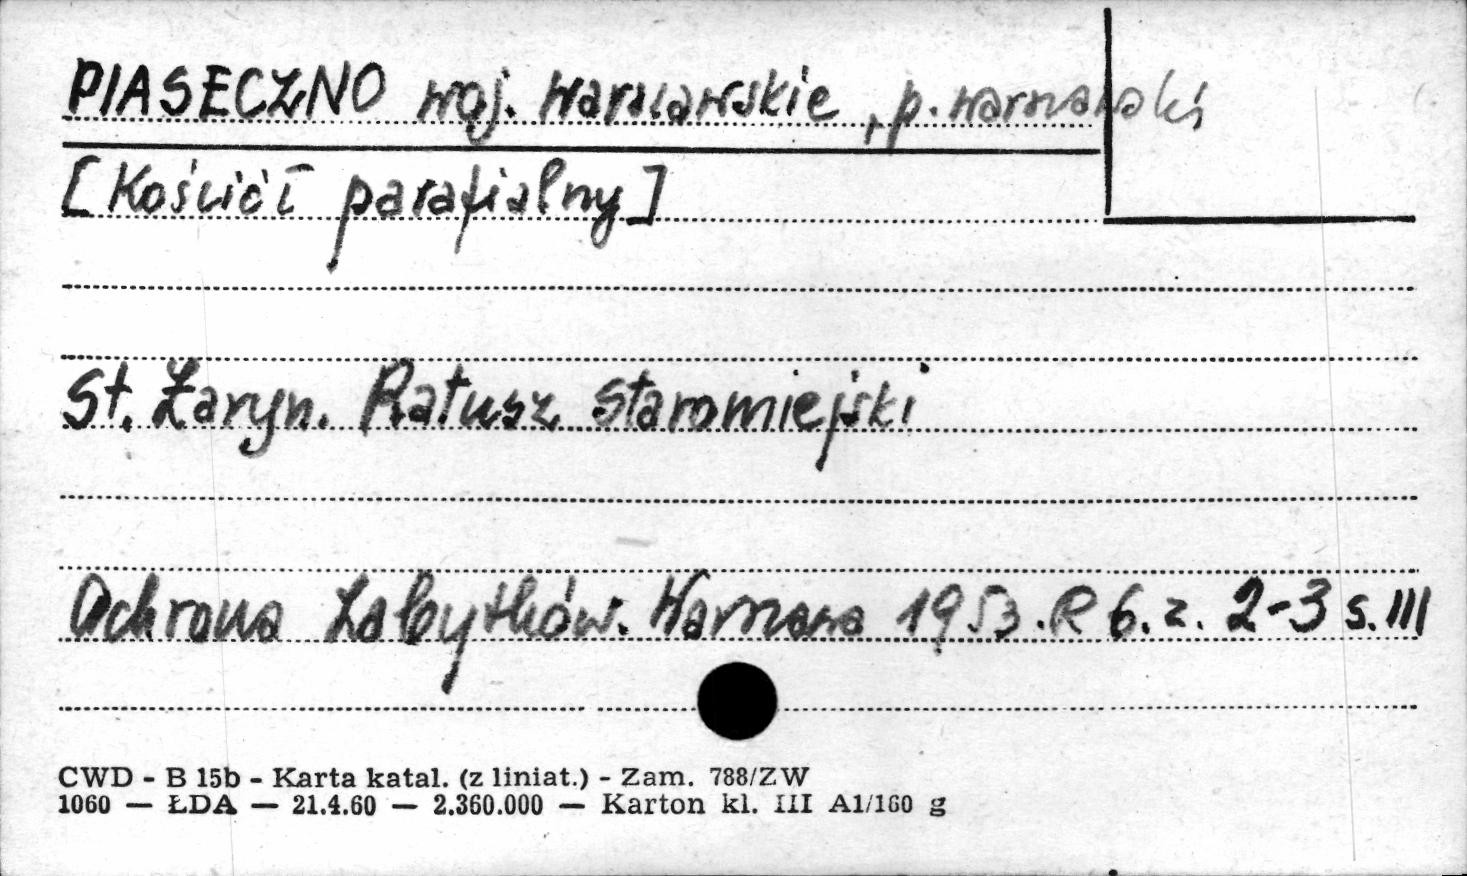 PIASECZNO woj. warszawskie, p. warszawski
[Kościół parafialny]
St. Żaryn. Ratusz staromiejski
Ochrona Zabytków. Warszawa 1953. R 6. z. 2-3 s. III
CWD - B 15b - Karta katal. (z liniat.) - Zam. 788/ZW
1060 — ŁDA — 21.4.60 — 2.360.000 — Karton kl. III A1/160 g